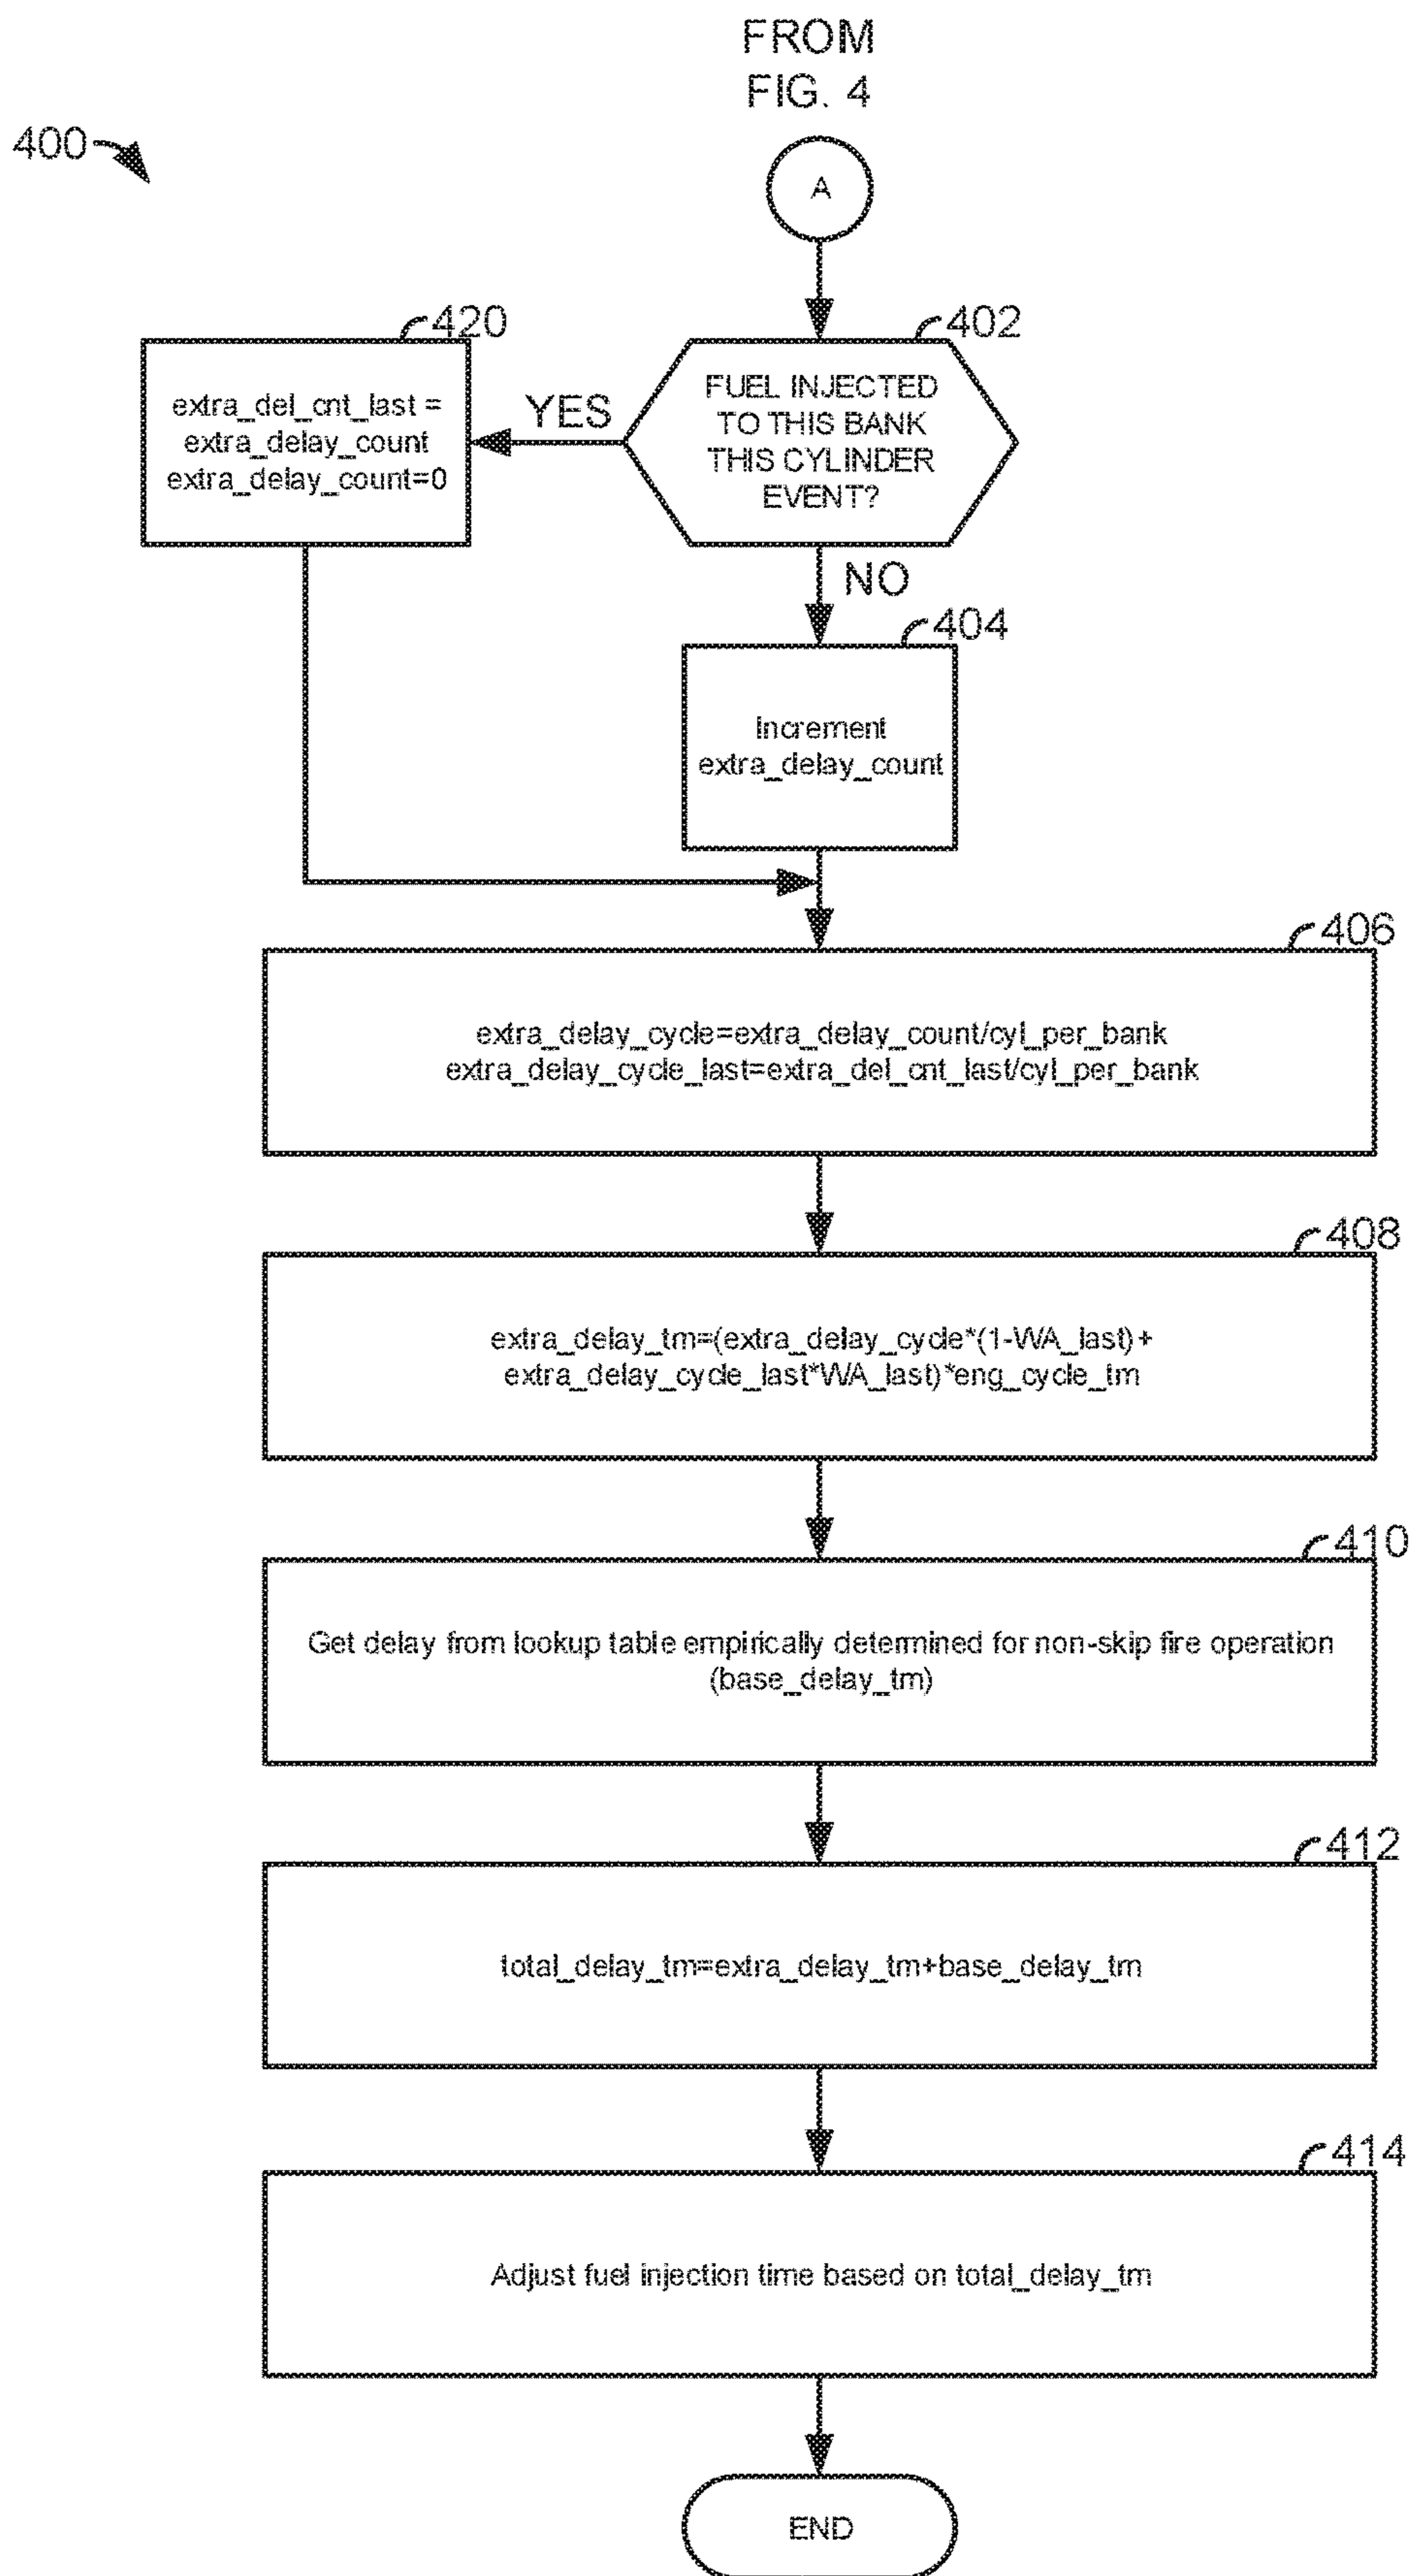 FROM
FIG. 4
400
A
420
402
extra_del_cnt_last =
extra_delay_count
extra_delay_count=0
YES
FUEL INJECTED
TO THIS BANK
THIS CYLINDER
EVENT?
NO
404
Increment
extra_delay_count
406
extra_delay_cycle=extra_delay_count/cyl_per_bank
extra_delay_cycle_last=extra_del_cnt_last/cyl_per_bank
408
extra_delay_tm=(extra_delay_cycle*(1-WA_last)+
extra_delay_cycle_last*WA_last)*eng_cycle_tm
410
Get delay from lookup table empirically determined for non-skip fire operation
(base_delay_tm)
412
total_delay_tm=extra_delay_tm+base_delay_tm
414
Adjust fuel injection time based on total_delay_tm
END